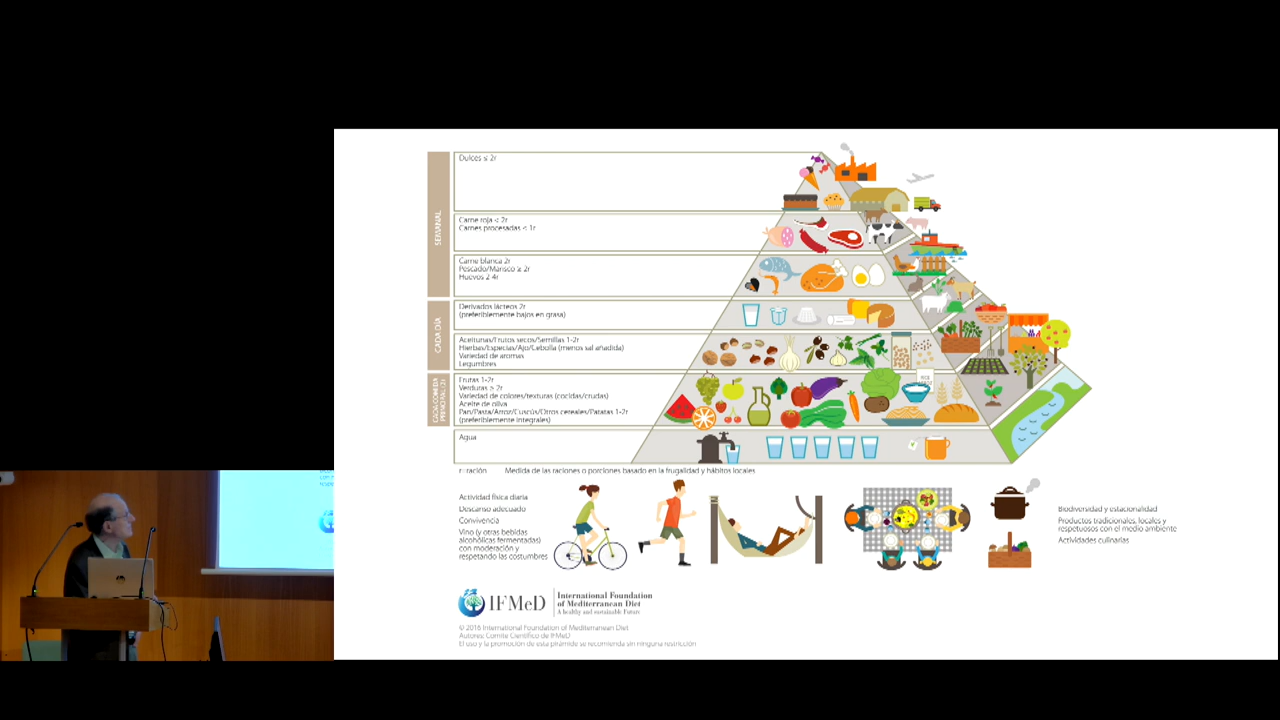 SEMANAL
Dulces ≤ 2r
Carne roja < 2r
Carnes procesadas < 1r
Carne blanca 2r
Pescado/Marisco ≥ 2r
Huevos 2-4r
CADA DÍA
Derivados lácteos 2r
(preferiblemente bajos en grasa)
Aceitunas/Frutos secos/Semillas 1-2r
Hierbas/Especias/Ajo/Cebolla (menos sal añadida)
Variedad de aromas
Legumbres
CADA COMIDA
PRINCIPAL (2)
Frutas 1-2r
Verduras ≥ 2r
Variedad de colores/texturas (cocidas/crudas)
Aceite de oliva
Pan/Pasta/Arroz/Cuscús/Otros cereales/Patatas 1-2r
(preferiblemente integrales)
RICE
Agua
r=ración Medida de las raciones o porciones basado en la frugalidad y hábitos locales
Actividad física diaria
Descanso adecuado
Convivencia
Vino (y otras bebidas
alcohólicas fermentadas)
con moderación y
respetando las costumbres
Biodiversidad y estacionalidad
Productos tradicionales, locales y
respetuosos con el medio ambiente
Actividades culinarias
IFMeD
International Foundation
of Mediterranean Diet
A healthy and sustainable Future
© 2016 International Foundation of Mediterranean Diet
Autores: Comité Científico de IFMeD
El uso y la promoción de esta pirámide se recomienda sin ninguna restricción
hp